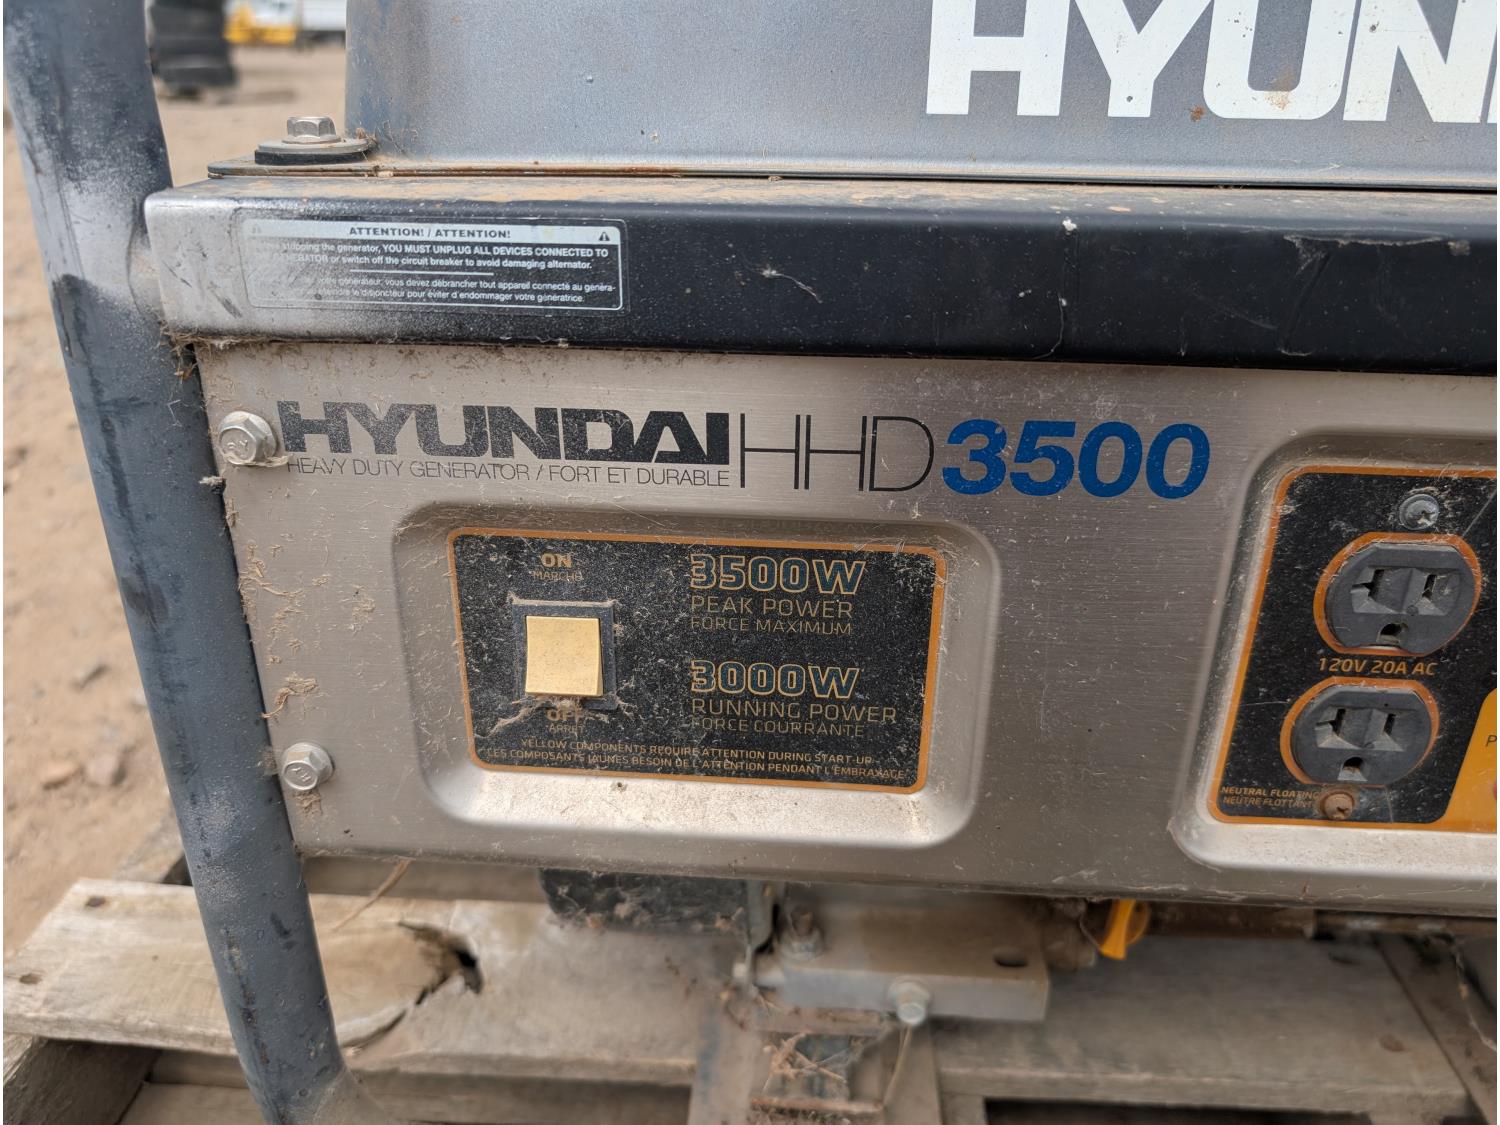 HYUN
ATTENTION! / ATTENTION!
stopping the generator, YOU MUST UNPLUG ALL DEVICES CONNECTED TO
GENERATOR or switch off the circuit breaker to avoid damaging alternator.
votre générateur, vous devez débrancher tout appareil connecté au généra-
le disjoncteur pour éviter d'endommager votre génératrice.
HYUNDAI HHD3500
HEAVY DUTY GENERATOR / FORT ET DURABLE
ON
MARCHE
3500W
PEAK POWER
FORCE MAXIMUM
3000W
RUNNING POWER
FORCE COURRANTE
OFF
ARRET
YELLOW COMPONENTS REQUIRE ATTENTION DURING START-UP
LES COMPOSANTS JAUNES BESOIN DE L'ATTENTION PENDANT L'EMBRAYAGE
120V 20A AC
NEUTRAL FLOATING
NEUTRE FLOTTANT
P